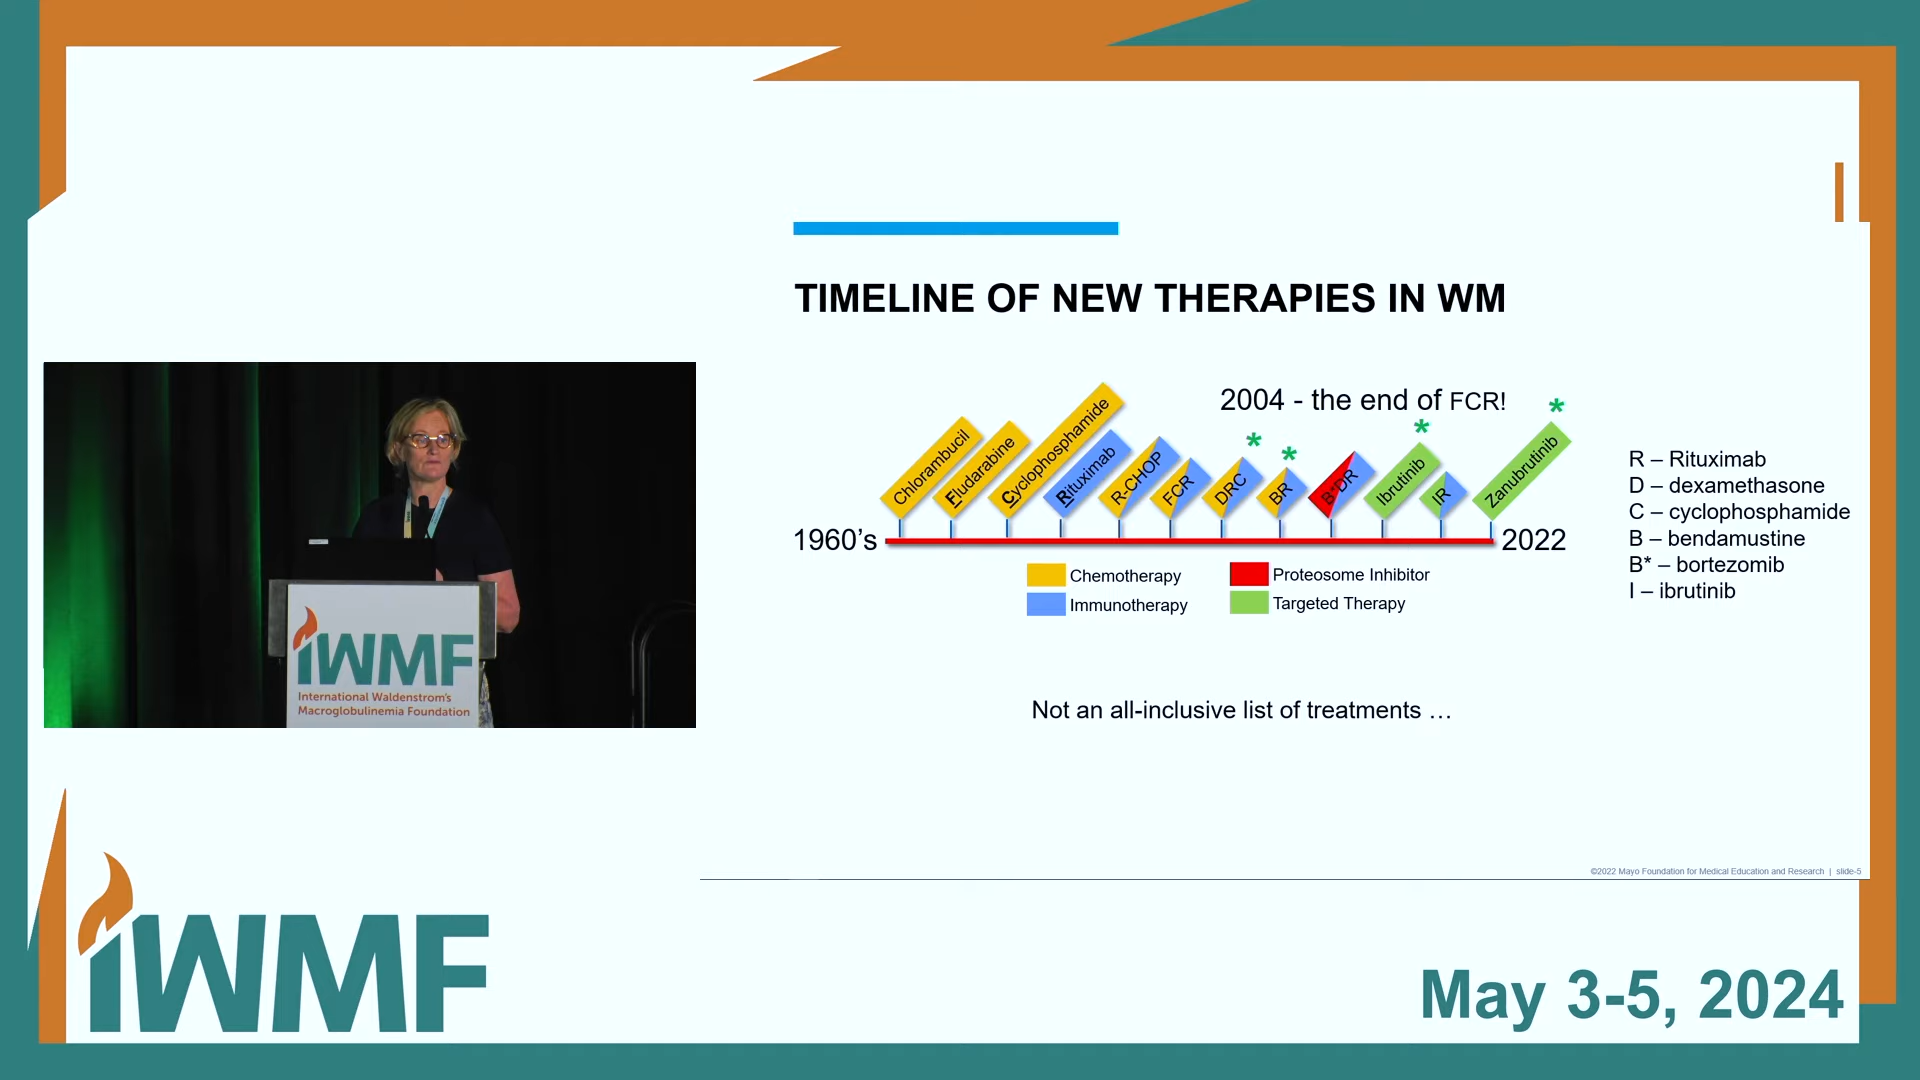 TIMELINE OF NEW THERAPIES IN WM
2004 - the end of FCR!
* * * *
Chlorambucil
Fludarabine
Cyclophosphamide
Rituximab
R-CHOP
FCR
DRC
BR
B*DR
Ibrutinib
IR
Zanubrutinib
1960’s
2022
Chemotherapy
Immunotherapy
Proteosome Inhibitor
Targeted Therapy
R – Rituximab
D – dexamethasone
C – cyclophosphamide
B – bendamustine
B* – bortezomib
I – ibrutinib
Not an all-inclusive list of treatments …
©2022 Mayo Foundation for Medical Education and Research | slide-5
iWMF
International Waldenstrom's
Macroglobulinemia Foundation
iWMF
May 3-5, 2024